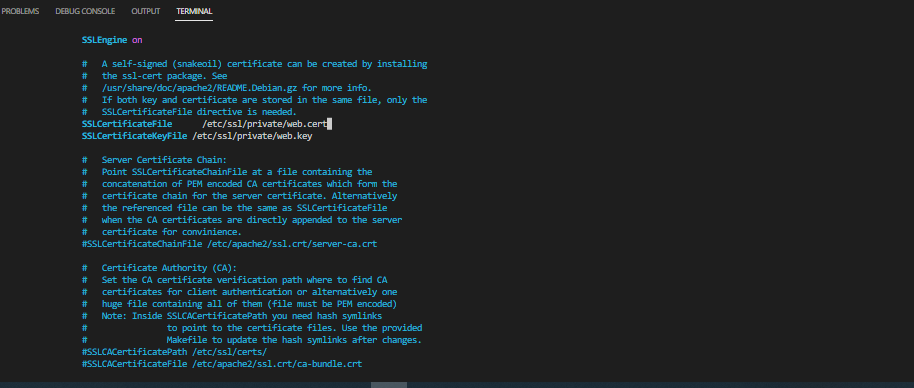 PROBLEMS DEBUG CONSOLE OUTPUT TERMINAL
SSLEngine on
# A self-signed (snakeoil) certificate can be created by installing
# the ssl-cert package. See
# /usr/share/doc/apache2/README.Debian.gz for more info.
# If both key and certificate are stored in the same file, only the
# SSLCertificateFile directive is needed.
SSLCertificateFile /etc/ssl/private/web.cert
SSLCertificateKeyFile /etc/ssl/private/web.key
# Server Certificate Chain:
# Point SSLCertificateChainFile at a file containing the
# concatenation of PEM encoded CA certificates which form the
# certificate chain for the server certificate. Alternatively
# the referenced file can be the same as SSLCertificateFile
# when the CA certificates are directly appended to the server
# certificate for convinience.
#SSLCertificateChainFile /etc/apache2/ssl.crt/server-ca.crt
# Certificate Authority (CA):
# Set the CA certificate verification path where to find CA
# certificates for client authentication or alternatively one
# huge file containing all of them (file must be PEM encoded)
# Note: Inside SSLCACertificatePath you need hash symlinks
# to point to the certificate files. Use the provided
# Makefile to update the hash symlinks after changes.
#SSLCACertificatePath /etc/ssl/certs/
#SSLCACertificateFile /etc/apache2/ssl.crt/ca-bundle.crt